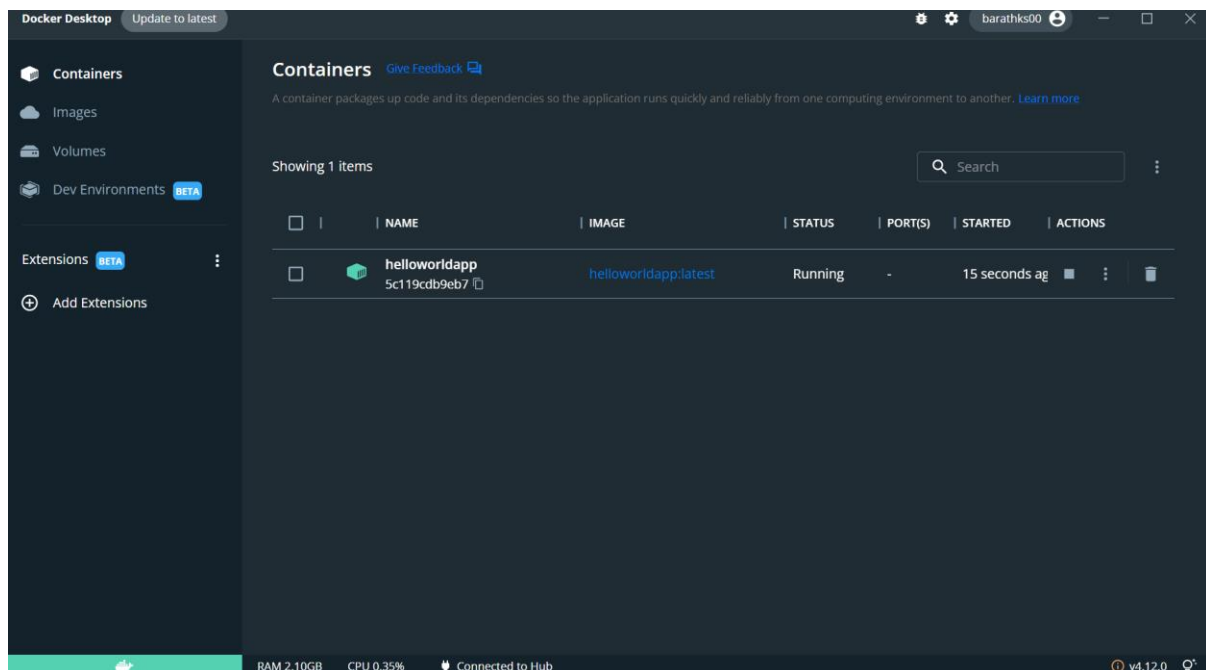 Docker Desktop Update to latest barathks00
Containers
Images
Volumes
Dev Environments BETA
Extensions BETA
Add Extensions
Containers Give Feedback
A container packages up code and its dependencies so the application runs quickly and reliably from one computing environment to another. Learn more
Showing 1 items Search
NAME IMAGE STATUS PORT(S) STARTED ACTIONS
helloworldapp helloworldapp:latest Running - 15 seconds ag
5c119cdb9eb7
RAM 2.10GB CPU 0.35% Connected to Hub v4.12.0